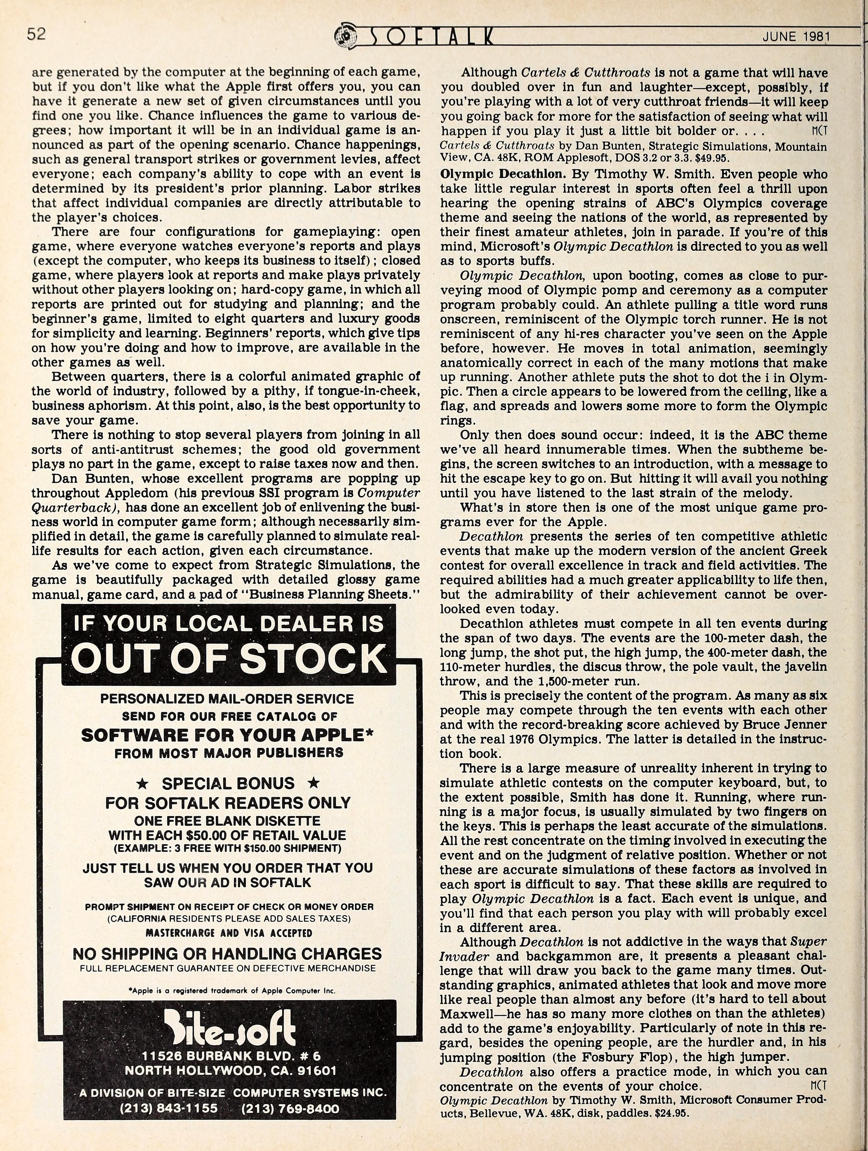 52
SOFTALK
JUNE 1981
are generated by the computer at the beginning of each game,
but if you don't like what the Apple first offers you, you can
have it generate a new set of given circumstances until you
find one you like. Chance influences the game to various de-
grees; how important it will be in an individual game is an-
nounced as part of the opening scenario. Chance happenings,
such as general transport strikes or government levies, affect
everyone; each company's ability to cope with an event is
determined by its president's prior planning. Labor strikes
that affect individual companies are directly attributable to
the player's choices.
There are four configurations for gameplaying: open
game, where everyone watches everyone's reports and plays
(except the computer, who keeps its business to itself); closed
game, where players look at reports and make plays privately
without other players looking on; hard-copy game, in which all
reports are printed out for studying and planning; and the
beginner's game, limited to eight quarters and luxury goods
for simplicity and learning. Beginners' reports, which give tips
on how you're doing and how to improve, are available in the
other games as well.
Between quarters, there is a colorful animated graphic of
the world of industry, followed by a pithy, if tongue-in-cheek,
business aphorism. At this point, also, is the best opportunity to
save your game.
There is nothing to stop several players from joining in all
sorts of anti-antitrust schemes; the good old government
plays no part in the game, except to raise taxes now and then.
Dan Bunten, whose excellent programs are popping up
throughout Appledom (his previous SSI program is Computer
Quarterback), has done an excellent job of enlivening the busi-
ness world in computer game form; although necessarily sim-
plified in detail, the game is carefully planned to simulate real-
life results for each action, given each circumstance.
As we've come to expect from Strategic Simulations, the
game is beautifully packaged with detailed glossy game
manual, game card, and a pad of "Business Planning Sheets."
IF YOUR LOCAL DEALER IS
OUT OF STOCK
PERSONALIZED MAIL-ORDER SERVICE
SEND FOR OUR FREE CATALOG OF
SOFTWARE FOR YOUR APPLE*
FROM MOST MAJOR PUBLISHERS
★ SPECIAL BONUS ★
FOR SOFTALK READERS ONLY
ONE FREE BLANK DISKETTE
WITH EACH $50.00 OF RETAIL VALUE
(EXAMPLE: 3 FREE WITH $150.00 SHIPMENT)
JUST TELL US WHEN YOU ORDER THAT YOU
SAW OUR AD IN SOFTALK
PROMPT SHIPMENT ON RECEIPT OF CHECK OR MONEY ORDER
(CALIFORNIA RESIDENTS PLEASE ADD SALES TAXES)
MASTERCHARGE AND VISA ACCEPTED
NO SHIPPING OR HANDLING CHARGES
FULL REPLACEMENT GUARANTEE ON DEFECTIVE MERCHANDISE
*Apple is a registered trademark of Apple Computer Inc.
Bite-soft
11526 BURBANK BLVD. # 6
NORTH HOLLYWOOD, CA. 91601
A DIVISION OF BITE-SIZE COMPUTER SYSTEMS INC.
(213) 843-1155 (213) 769-8400
Although Cartels & Cutthroats is not a game that will have
you doubled over in fun and laughter—except, possibly, if
you're playing with a lot of very cutthroat friends—it will keep
you going back for more for the satisfaction of seeing what will
happen if you play it just a little bit bolder or. . . . MCT
Cartels & Cutthroats by Dan Bunten, Strategic Simulations, Mountain
View, CA. 48K, ROM Applesoft, DOS 3.2 or 3.3. $49.95.
Olympic Decathlon. By Timothy W. Smith. Even people who
take little regular interest in sports often feel a thrill upon
hearing the opening strains of ABC's Olympics coverage
theme and seeing the nations of the world, as represented by
their finest amateur athletes, join in parade. If you're of this
mind, Microsoft's Olympic Decathlon is directed to you as well
as to sports buffs.
Olympic Decathlon, upon booting, comes as close to pur-
veying mood of Olympic pomp and ceremony as a computer
program probably could. An athlete pulling a title word runs
onscreen, reminiscent of the Olympic torch runner. He is not
reminiscent of any hi-res character you've seen on the Apple
before, however. He moves in total animation, seemingly
anatomically correct in each of the many motions that make
up running. Another athlete puts the shot to dot the i in Olym-
pic. Then a circle appears to be lowered from the ceiling, like a
flag, and spreads and lowers some more to form the Olympic
rings.
Only then does sound occur: indeed, it is the ABC theme
we've all heard innumerable times. When the subtheme be-
gins, the screen switches to an introduction, with a message to
hit the escape key to go on. But hitting it will avail you nothing
until you have listened to the last strain of the melody.
What's in store then is one of the most unique game pro-
grams ever for the Apple.
Decathlon presents the series of ten competitive athletic
events that make up the modern version of the ancient Greek
contest for overall excellence in track and field activities. The
required abilities had a much greater applicability to life then,
but the admirability of their achievement cannot be over-
looked even today.
Decathlon athletes must compete in all ten events during
the span of two days. The events are the 100-meter dash, the
long jump, the shot put, the high jump, the 400-meter dash, the
110-meter hurdles, the discus throw, the pole vault, the javelin
throw, and the 1,500-meter run.
This is precisely the content of the program. As many as six
people may compete through the ten events with each other
and with the record-breaking score achieved by Bruce Jenner
at the real 1976 Olympics. The latter is detailed in the instruc-
tion book.
There is a large measure of unreality inherent in trying to
simulate athletic contests on the computer keyboard, but, to
the extent possible, Smith has done it. Running, where run-
ning is a major focus, is usually simulated by two fingers on
the keys. This is perhaps the least accurate of the simulations.
All the rest concentrate on the timing involved in executing the
event and on the judgment of relative position. Whether or not
these are accurate simulations of these factors as involved in
each sport is difficult to say. That these skills are required to
play Olympic Decathlon is a fact. Each event is unique, and
you'll find that each person you play with will probably excel
in a different area.
Although Decathlon is not addictive in the ways that Super
Invader and backgammon are, it presents a pleasant chal-
lenge that will draw you back to the game many times. Out-
standing graphics, animated athletes that look and move more
like real people than almost any before (it's hard to tell about
Maxwell—he has so many more clothes on than the athletes)
add to the game's enjoyability. Particularly of note in this re-
gard, besides the opening people, are the hurdler and, in his
jumping position (the Fosbury Flop), the high jumper.
Decathlon also offers a practice mode, in which you can
concentrate on the events of your choice. MCT
Olympic Decathlon by Timothy W. Smith, Microsoft Consumer Prod-
ucts, Bellevue, WA. 48K, disk, paddles. $24.95.